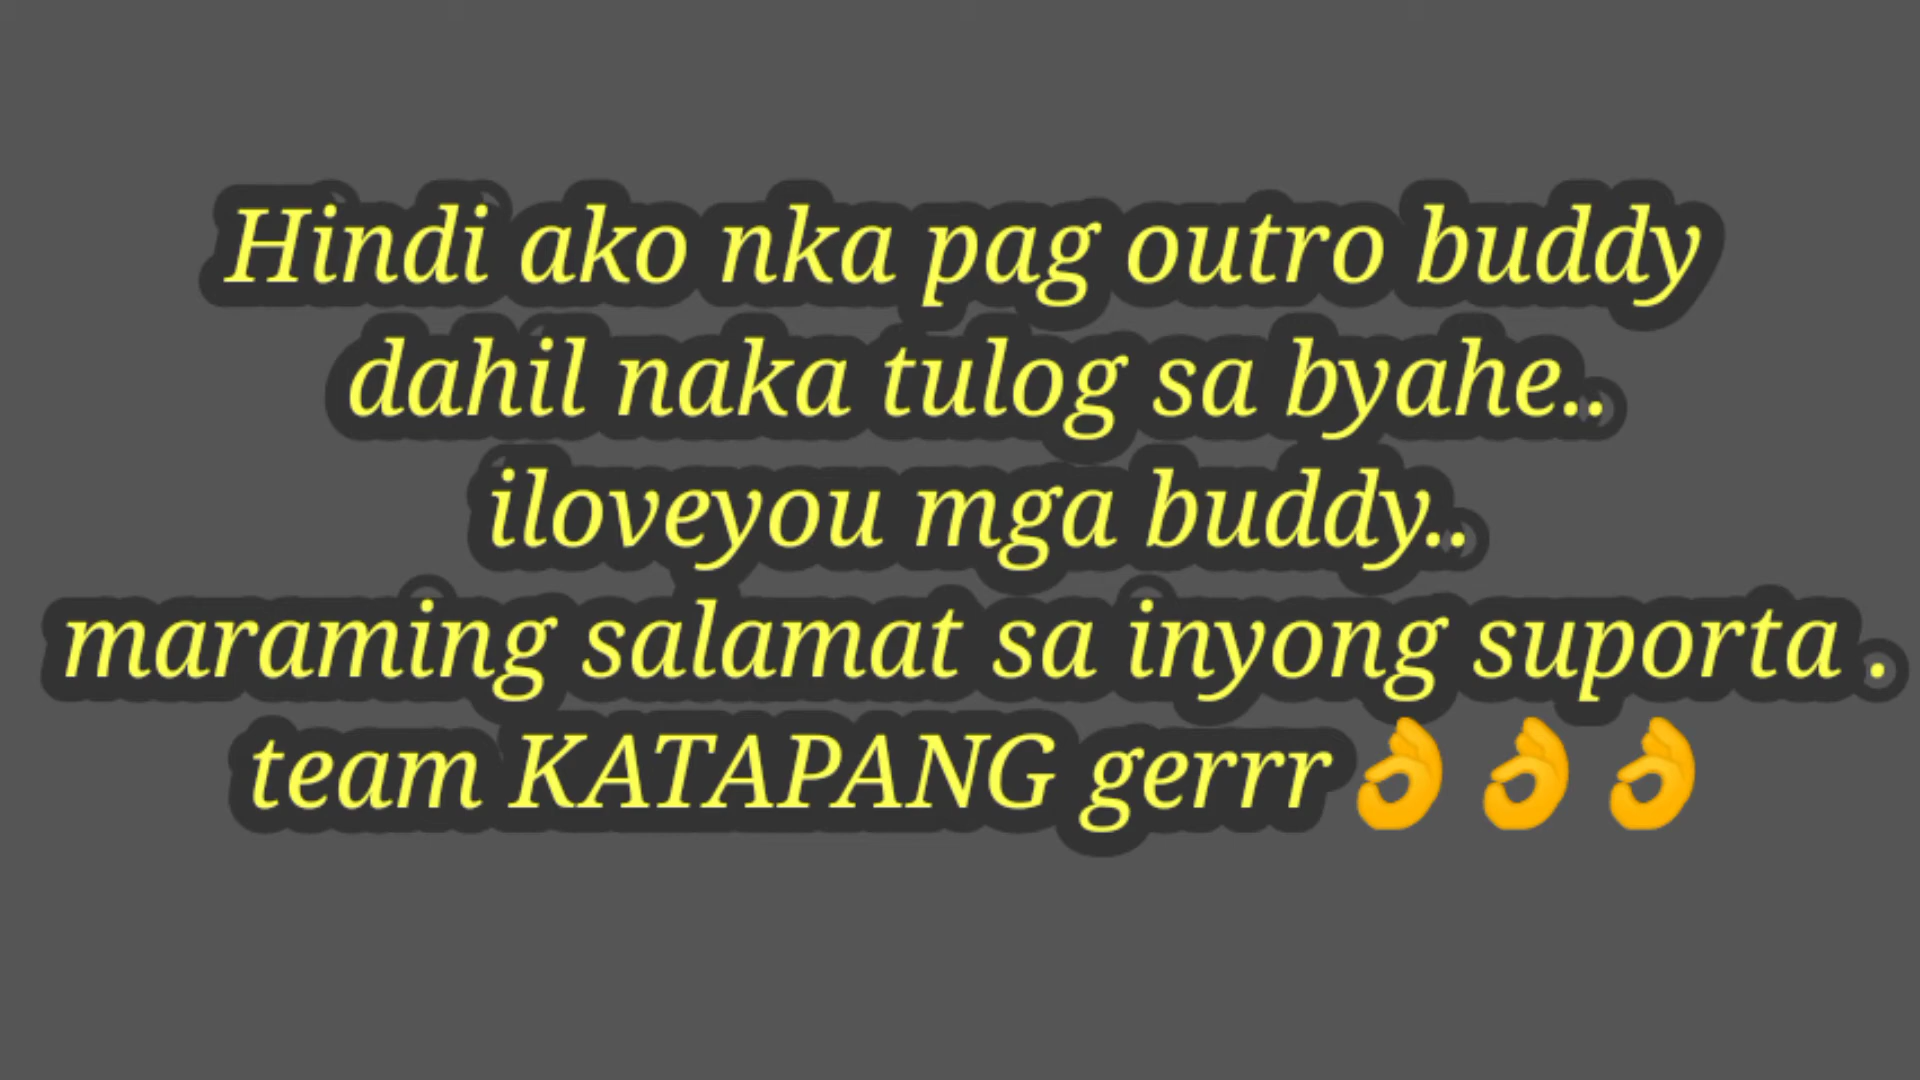 Hindi ako nka pag outro buddy
dahil naka tulog sa byahe..
iloveyou mga buddy..
maraming salamat sa inyong suporta .
team KATAPANG gerrr👌👌👌